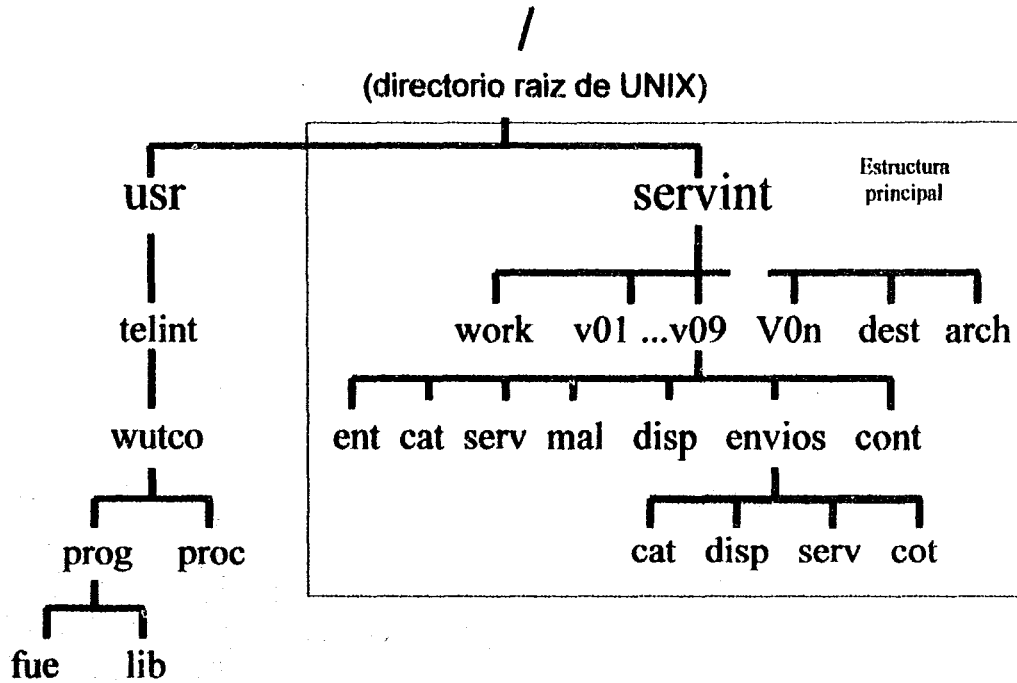 /
(directorio raiz de UNIX)
Estructura
principal
usr servint
telint work v01 ...v09 V0n dest arch
wutco ent cat serv mal disp envios cont
prog proc cat disp serv cot
fue lib